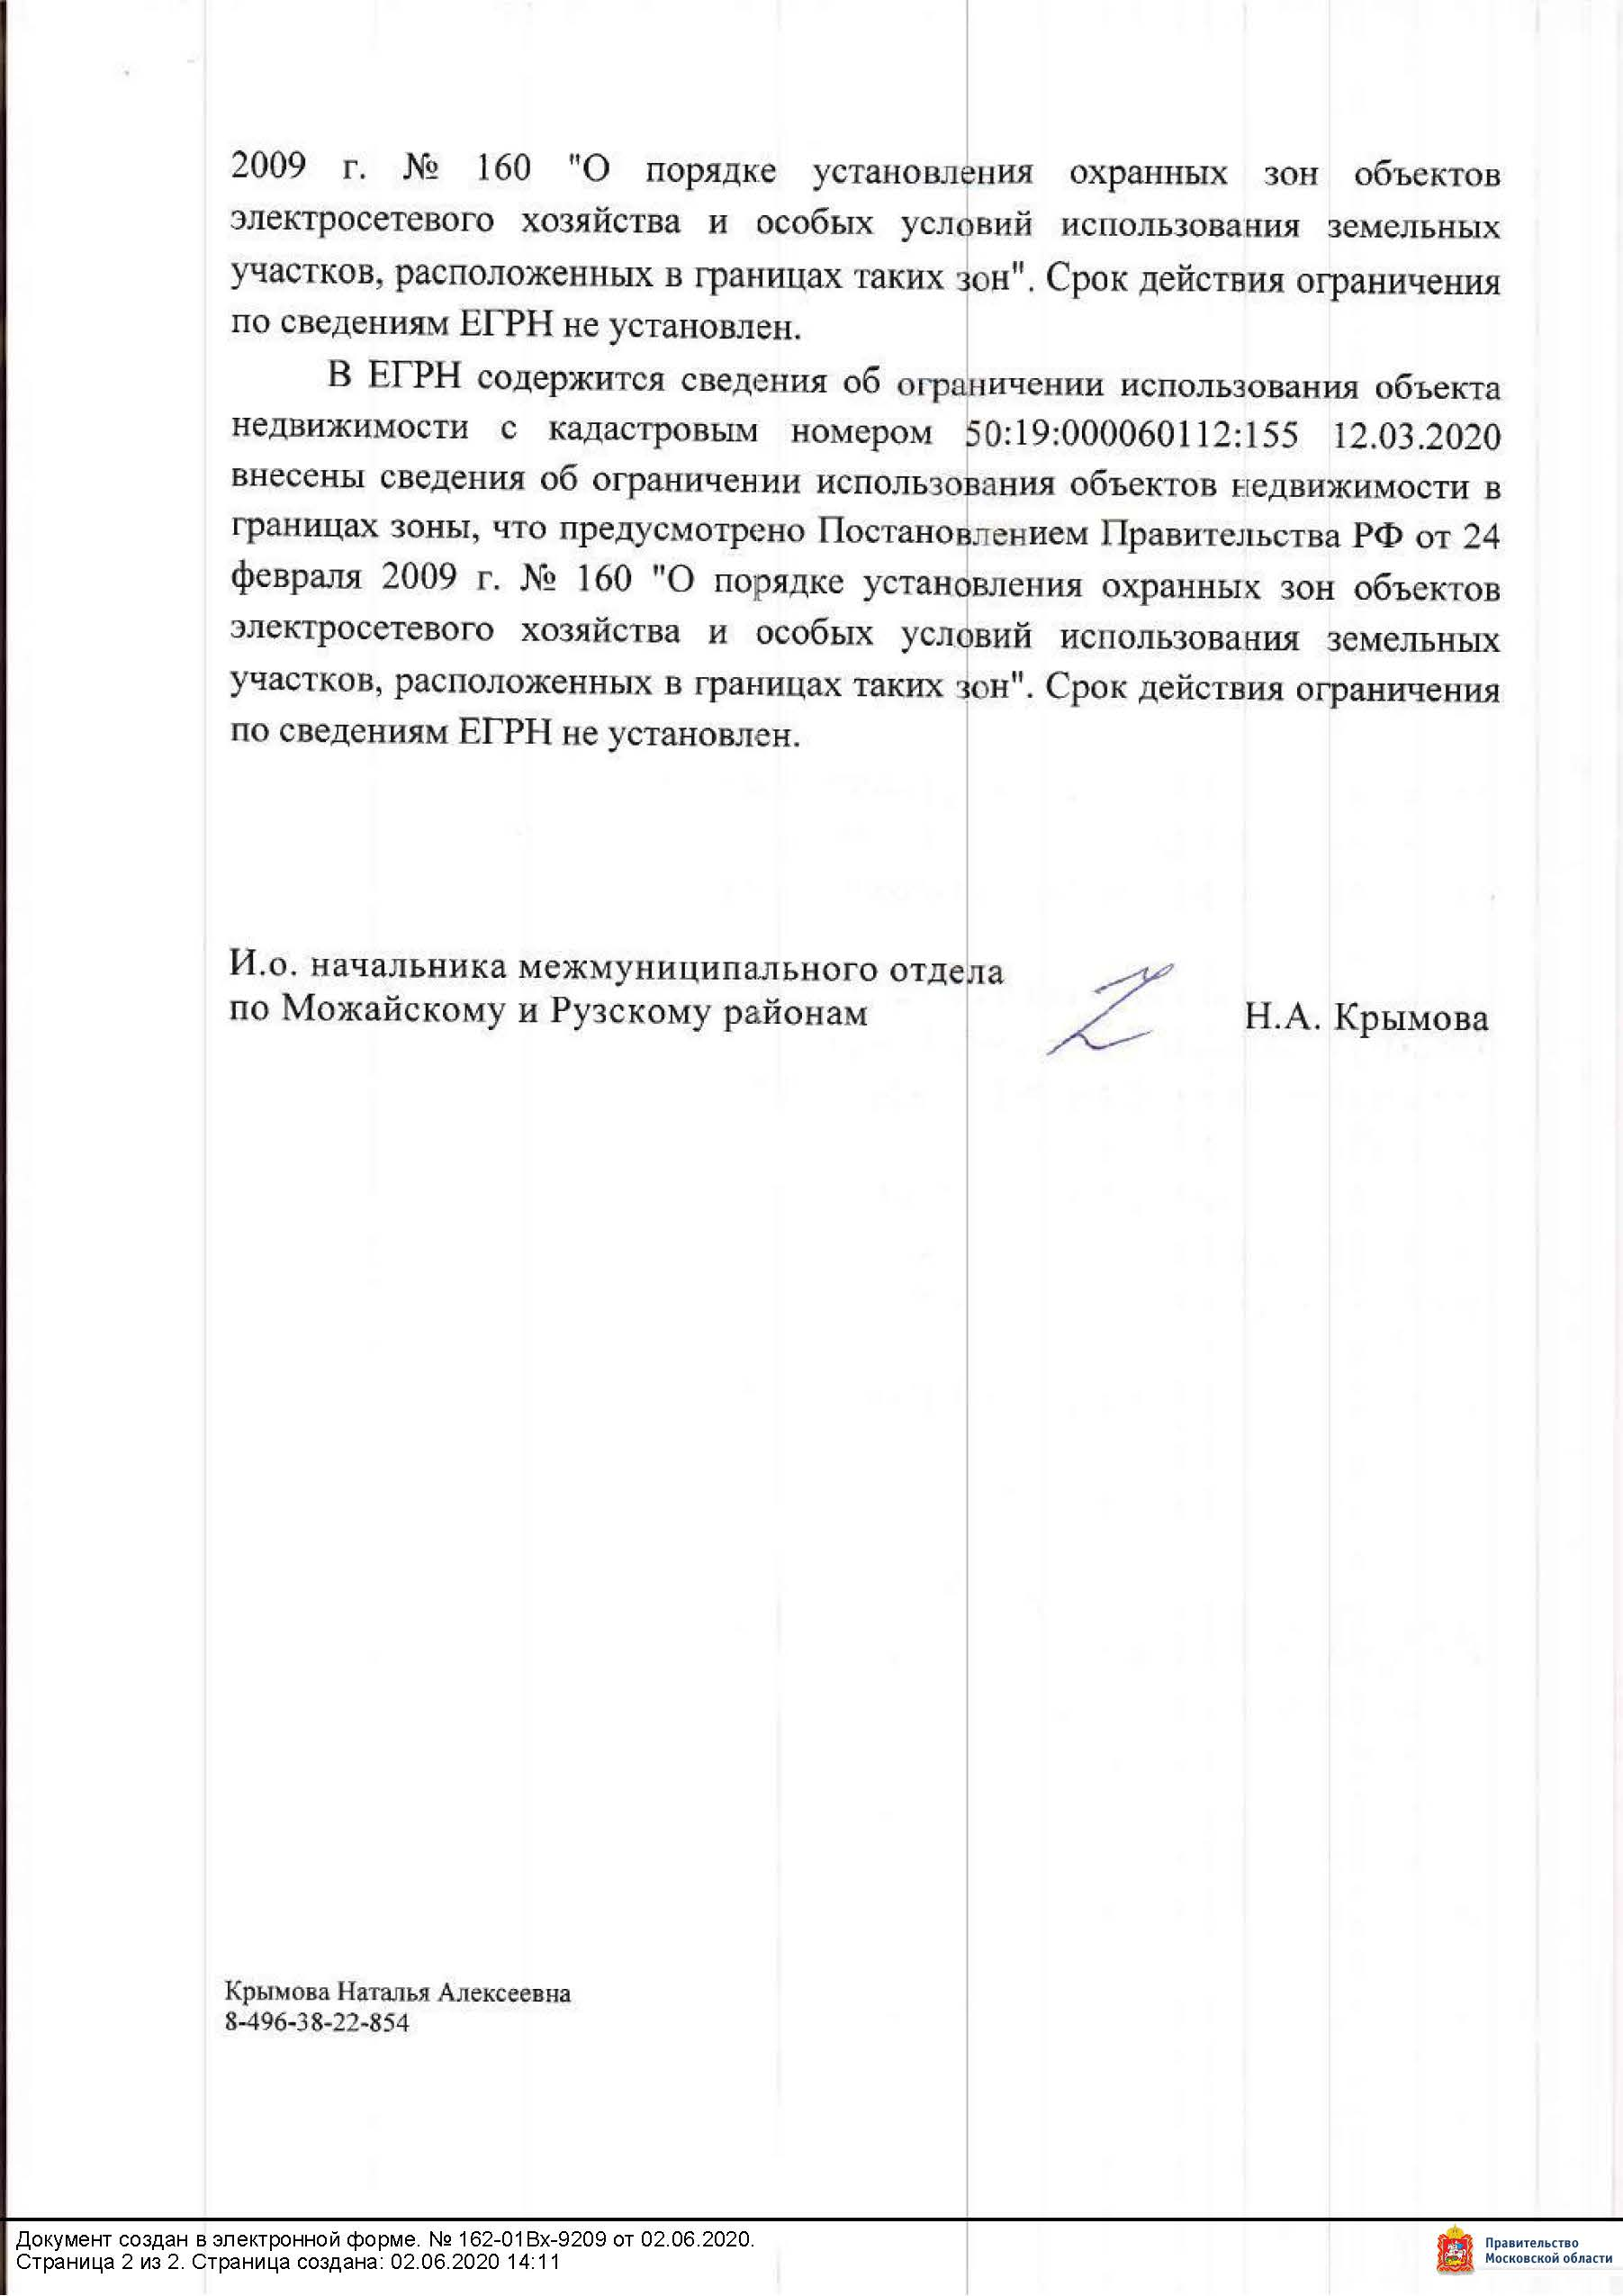 2009 г. № 160 "О порядке установления охранных зон объектов
электросетевого хозяйства и особых условий использования земельных
участков, расположенных в границах таких зон". Срок действия ограничения
по сведениям ЕГРН не установлен.
В ЕГРН содержится сведения об ограничении использования объекта
недвижимости с кадастровым номером 50:19:000060112:155 12.03.2020
внесены сведения об ограничении использования объектов недвижимости в
границах зоны, что предусмотрено Постановлением Правительства РФ от 24
февраля 2009 г. № 160 "О порядке установления охранных зон объектов
электросетевого хозяйства и особых условий использования земельных
участков, расположенных в границах таких зон". Срок действия ограничения
по сведениям ЕГРН не установлен.
И.о. начальника межмуниципального отдела
по Можайскому и Рузскому районам Н.А. Крымова
Крымова Наталья Алексеевна
8-496-38-22-854
Документ создан в электронной форме. № 162-01Вх-9209 от 02.06.2020.
Страница 2 из 2. Страница создана: 02.06.2020 14:11
Правительство
Московской области